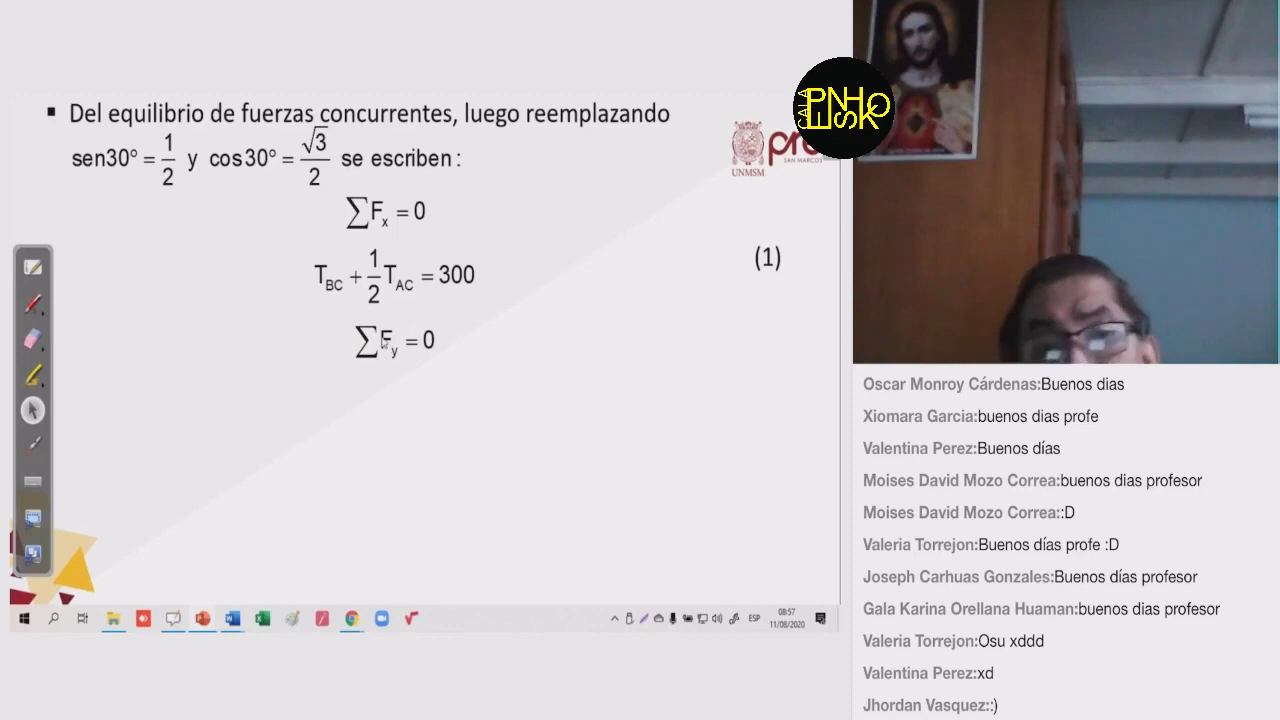 ▪ Del equilibrio de fuerzas concurrentes, luego reemplazando
sen30° = 1/2 y cos30° = √3/2 se escriben :
∑Fx = 0
TBC + 1/2 TAC = 300 (1)
∑Fy = 0
UNMSM
pre
SAN MARCOS
CALA
PNHO
ESK
08:57
ESP
11/08/2020
Oscar Monroy Cárdenas:Buenos dias
Xiomara Garcia:buenos dias profe
Valentina Perez:Buenos días
Moises David Mozo Correa:buenos dias profesor
Moises David Mozo Correa::D
Valeria Torrejon:Buenos días profe :D
Joseph Carhuas Gonzales:Buenos días profesor
Gala Karina Orellana Huaman:buenos dias profesor
Valeria Torrejon:Osu xddd
Valentina Perez:xd
Jhordan Vasquez::)